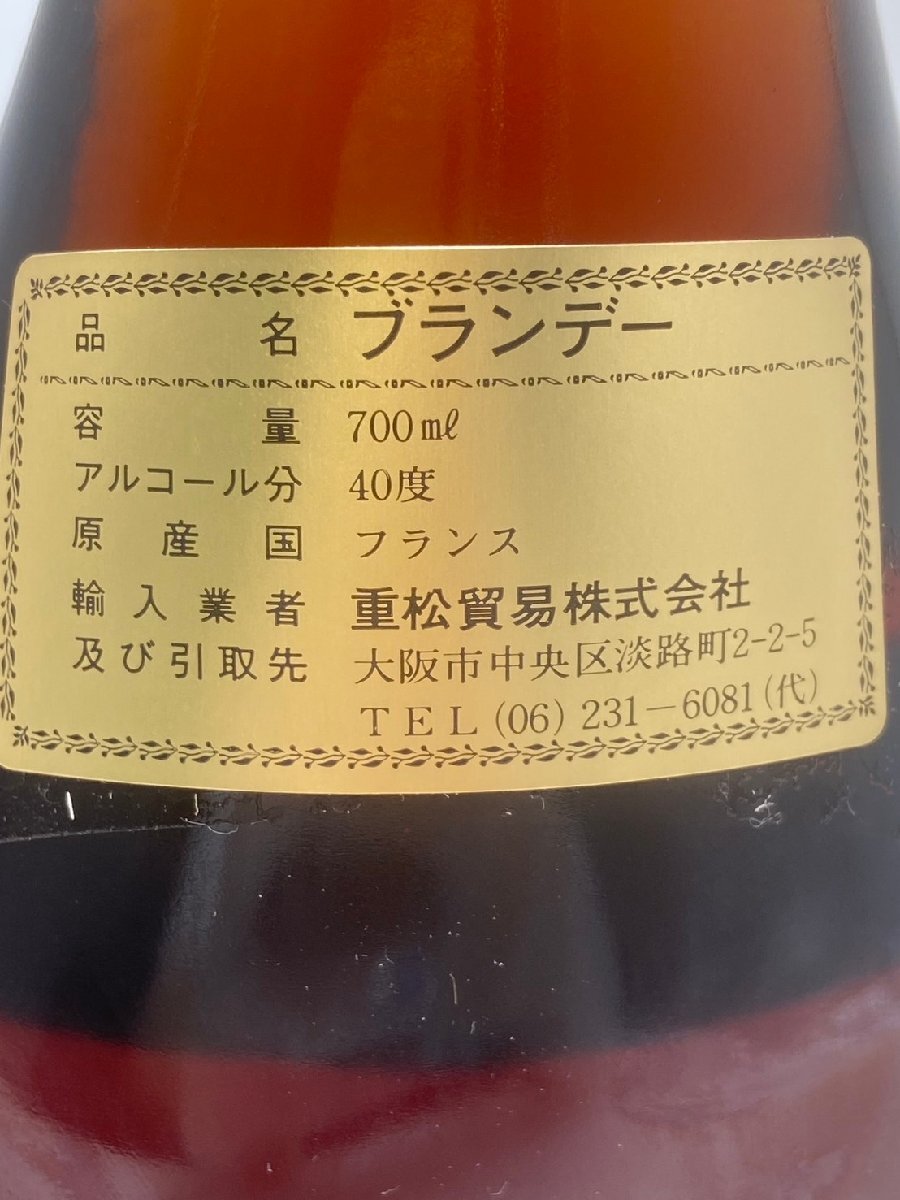 品名 ブランデー
容量 700㎖
アルコール分 40度
原産国 フランス
輸入業者 重松貿易株式会社
及び引取先 大阪市中央区淡路町2-2-5
TEL(06)231-6081(代)